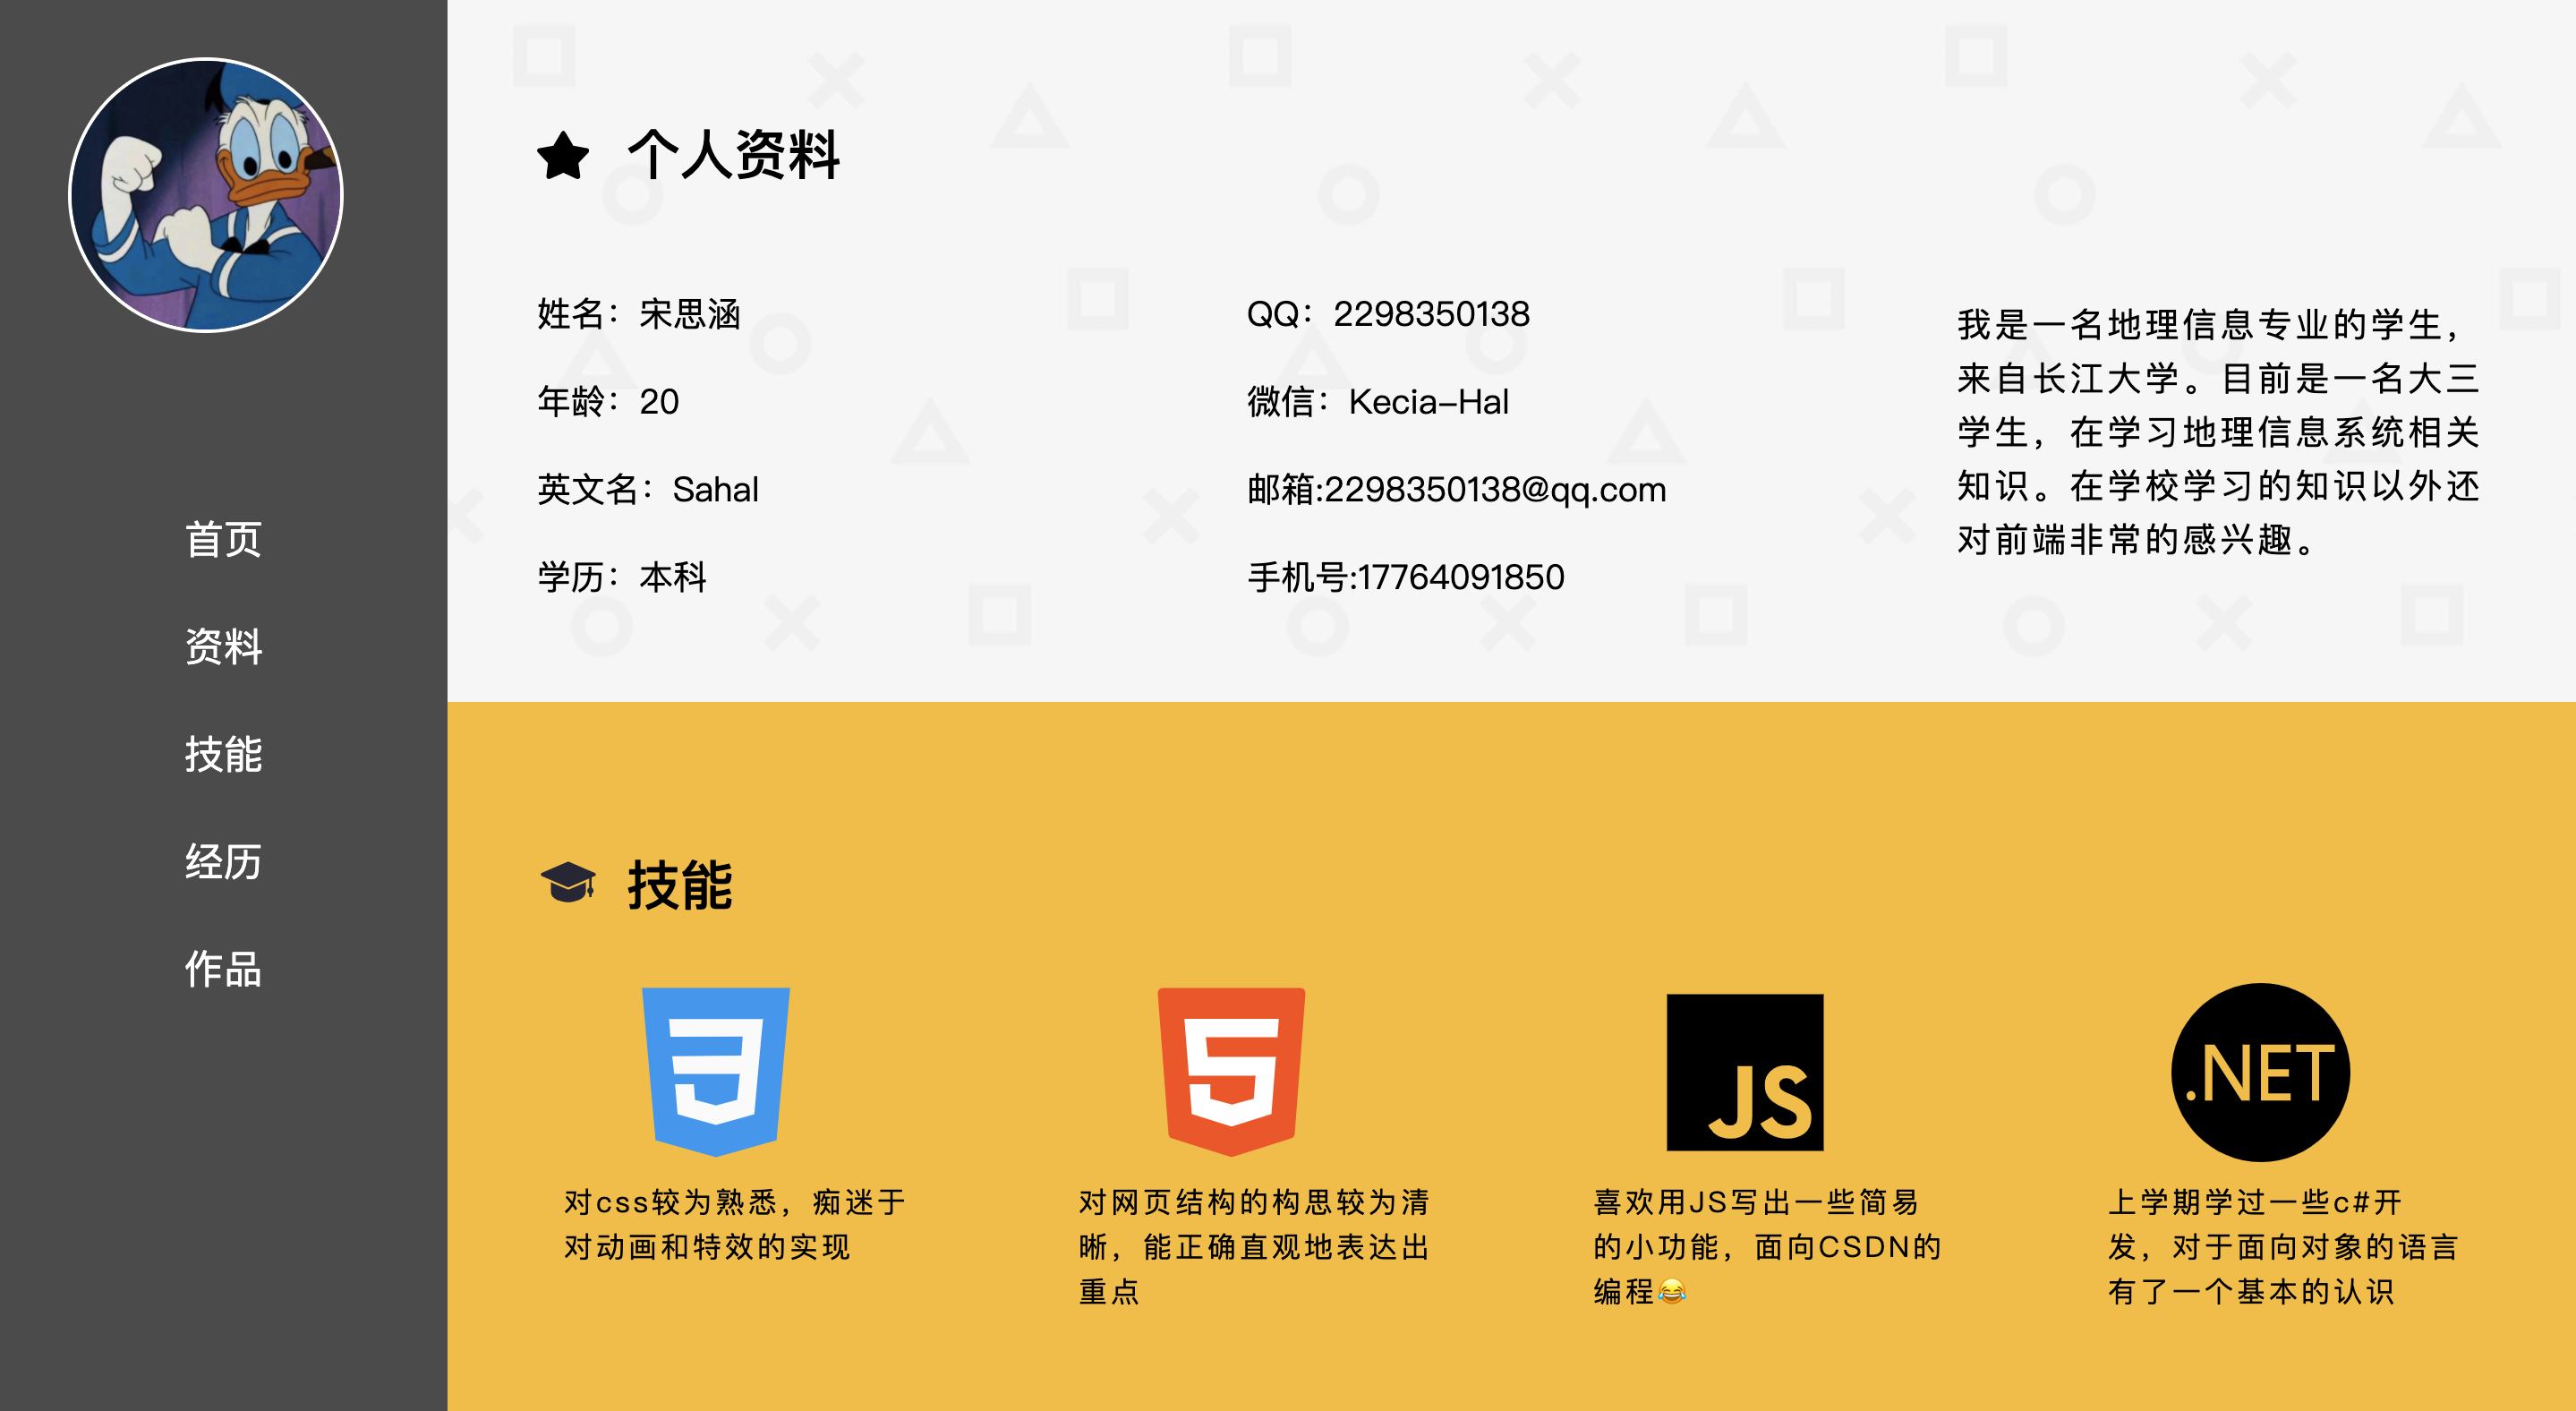 首页
资料
技能
经历
作品
个人资料
姓名：宋思涵
年龄：20
英文名：Sahal
学历：本科
QQ：2298350138
微信：Kecia–Hal
邮箱:2298350138@qq.com
手机号:17764091850
我是一名地理信息专业的学生，
来自长江大学。目前是一名大三
学生，在学习地理信息系统相关
知识。在学校学习的知识以外还
对前端非常的感兴趣。
技能
对css较为熟悉，痴迷于
对动画和特效的实现
对网页结构的构思较为清
晰，能正确直观地表达出
重点
JS
喜欢用JS写出一些简易
的小功能，面向CSDN的
编程😂
.NET
上学期学过一些c#开
发，对于面向对象的语言
有了一个基本的认识